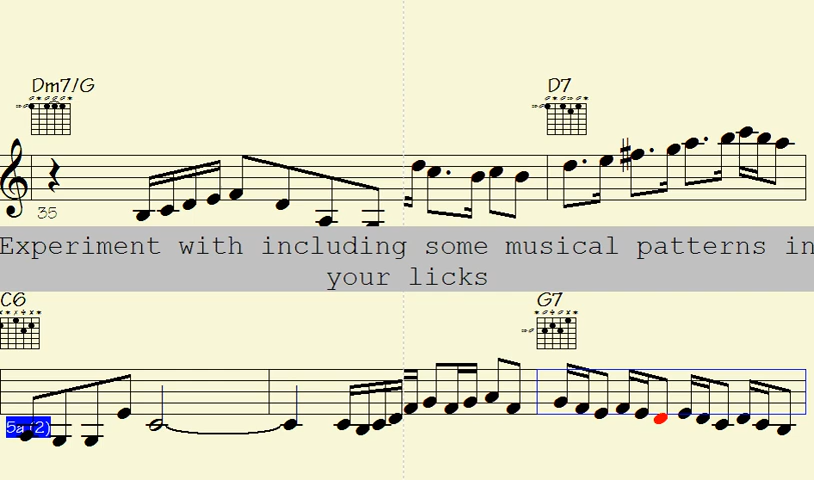 Dm7/G
D7
35
Experiment with including some musical patterns in
your licks
C6
G7
5a (2)